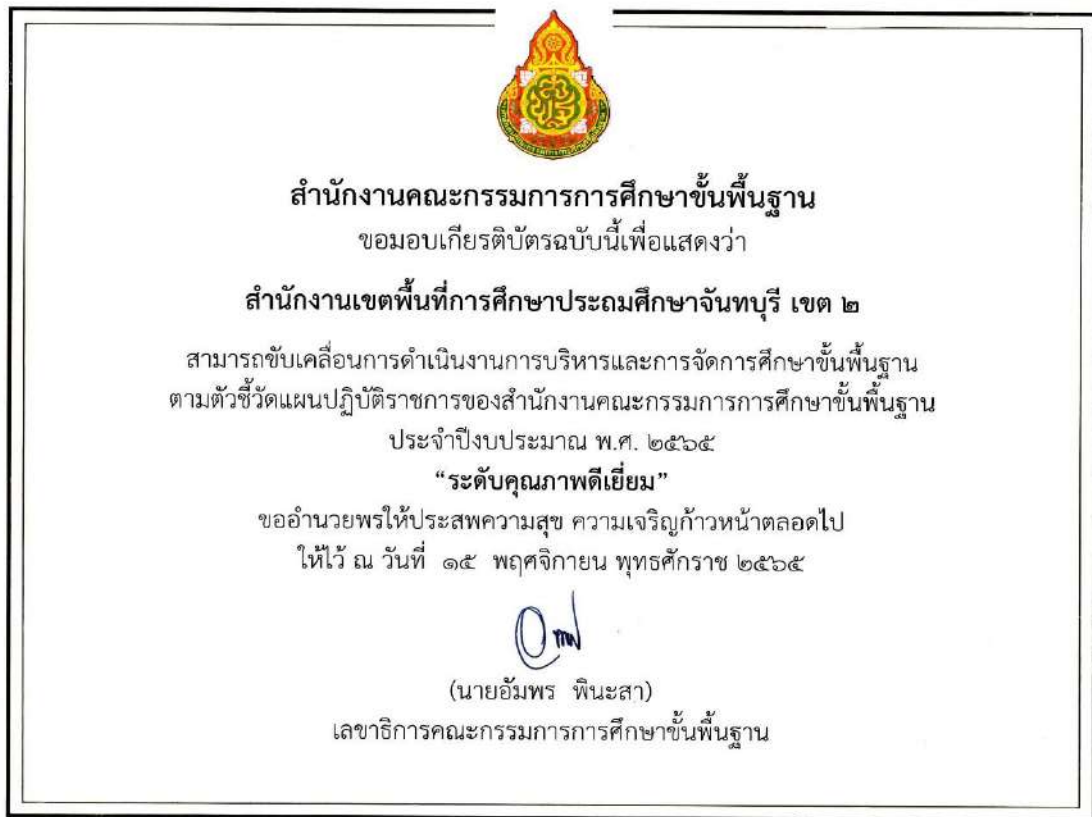 สำนักงานคณะกรรมการการศึกษาขั้นพื้นฐาน
ขอมอบเกียรติบัตรฉบับนี้เพื่อแสดงว่า
สำนักงานเขตพื้นที่การศึกษาประถมศึกษาจันทบุรี เขต ๒
สามารถขับเคลื่อนการดำเนินงานการบริหารและการจัดการศึกษาขั้นพื้นฐาน
ตามตัวชี้วัดแผนปฏิบัติราชการของสำนักงานคณะกรรมการการศึกษาขั้นพื้นฐาน
ประจำปีงบประมาณ พ.ศ. ๒๕๖๕
“ระดับคุณภาพดีเยี่ยม”
ขออำนวยพรให้ประสพความสุข ความเจริญก้าวหน้าตลอดไป
ให้ไว้ ณ วันที่ ๑๕ พฤศจิกายน พุทธศักราช ๒๕๖๕
(นายอัมพร พินะสา)
เลขาธิการคณะกรรมการการศึกษาขั้นพื้นฐาน